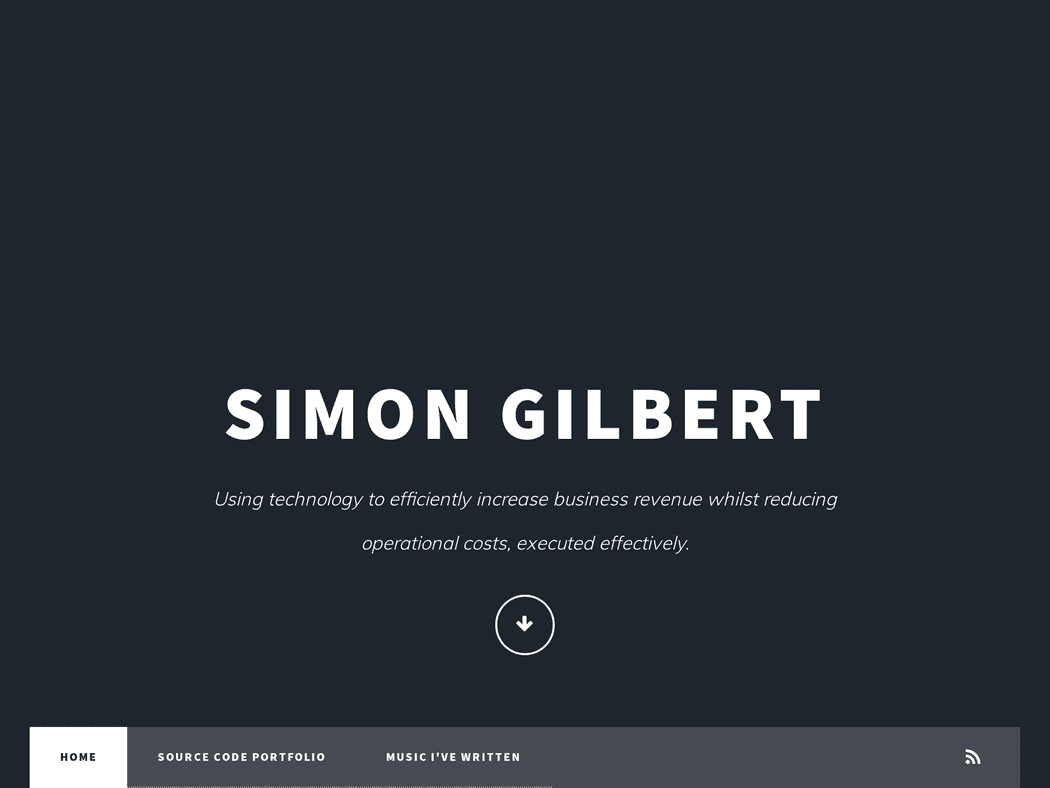 SIMON GILBERT
Using technology to efficiently increase business revenue whilst reducing
operational costs, executed effectively.
HOME SOURCE CODE PORTFOLIO MUSIC I'VE WRITTEN